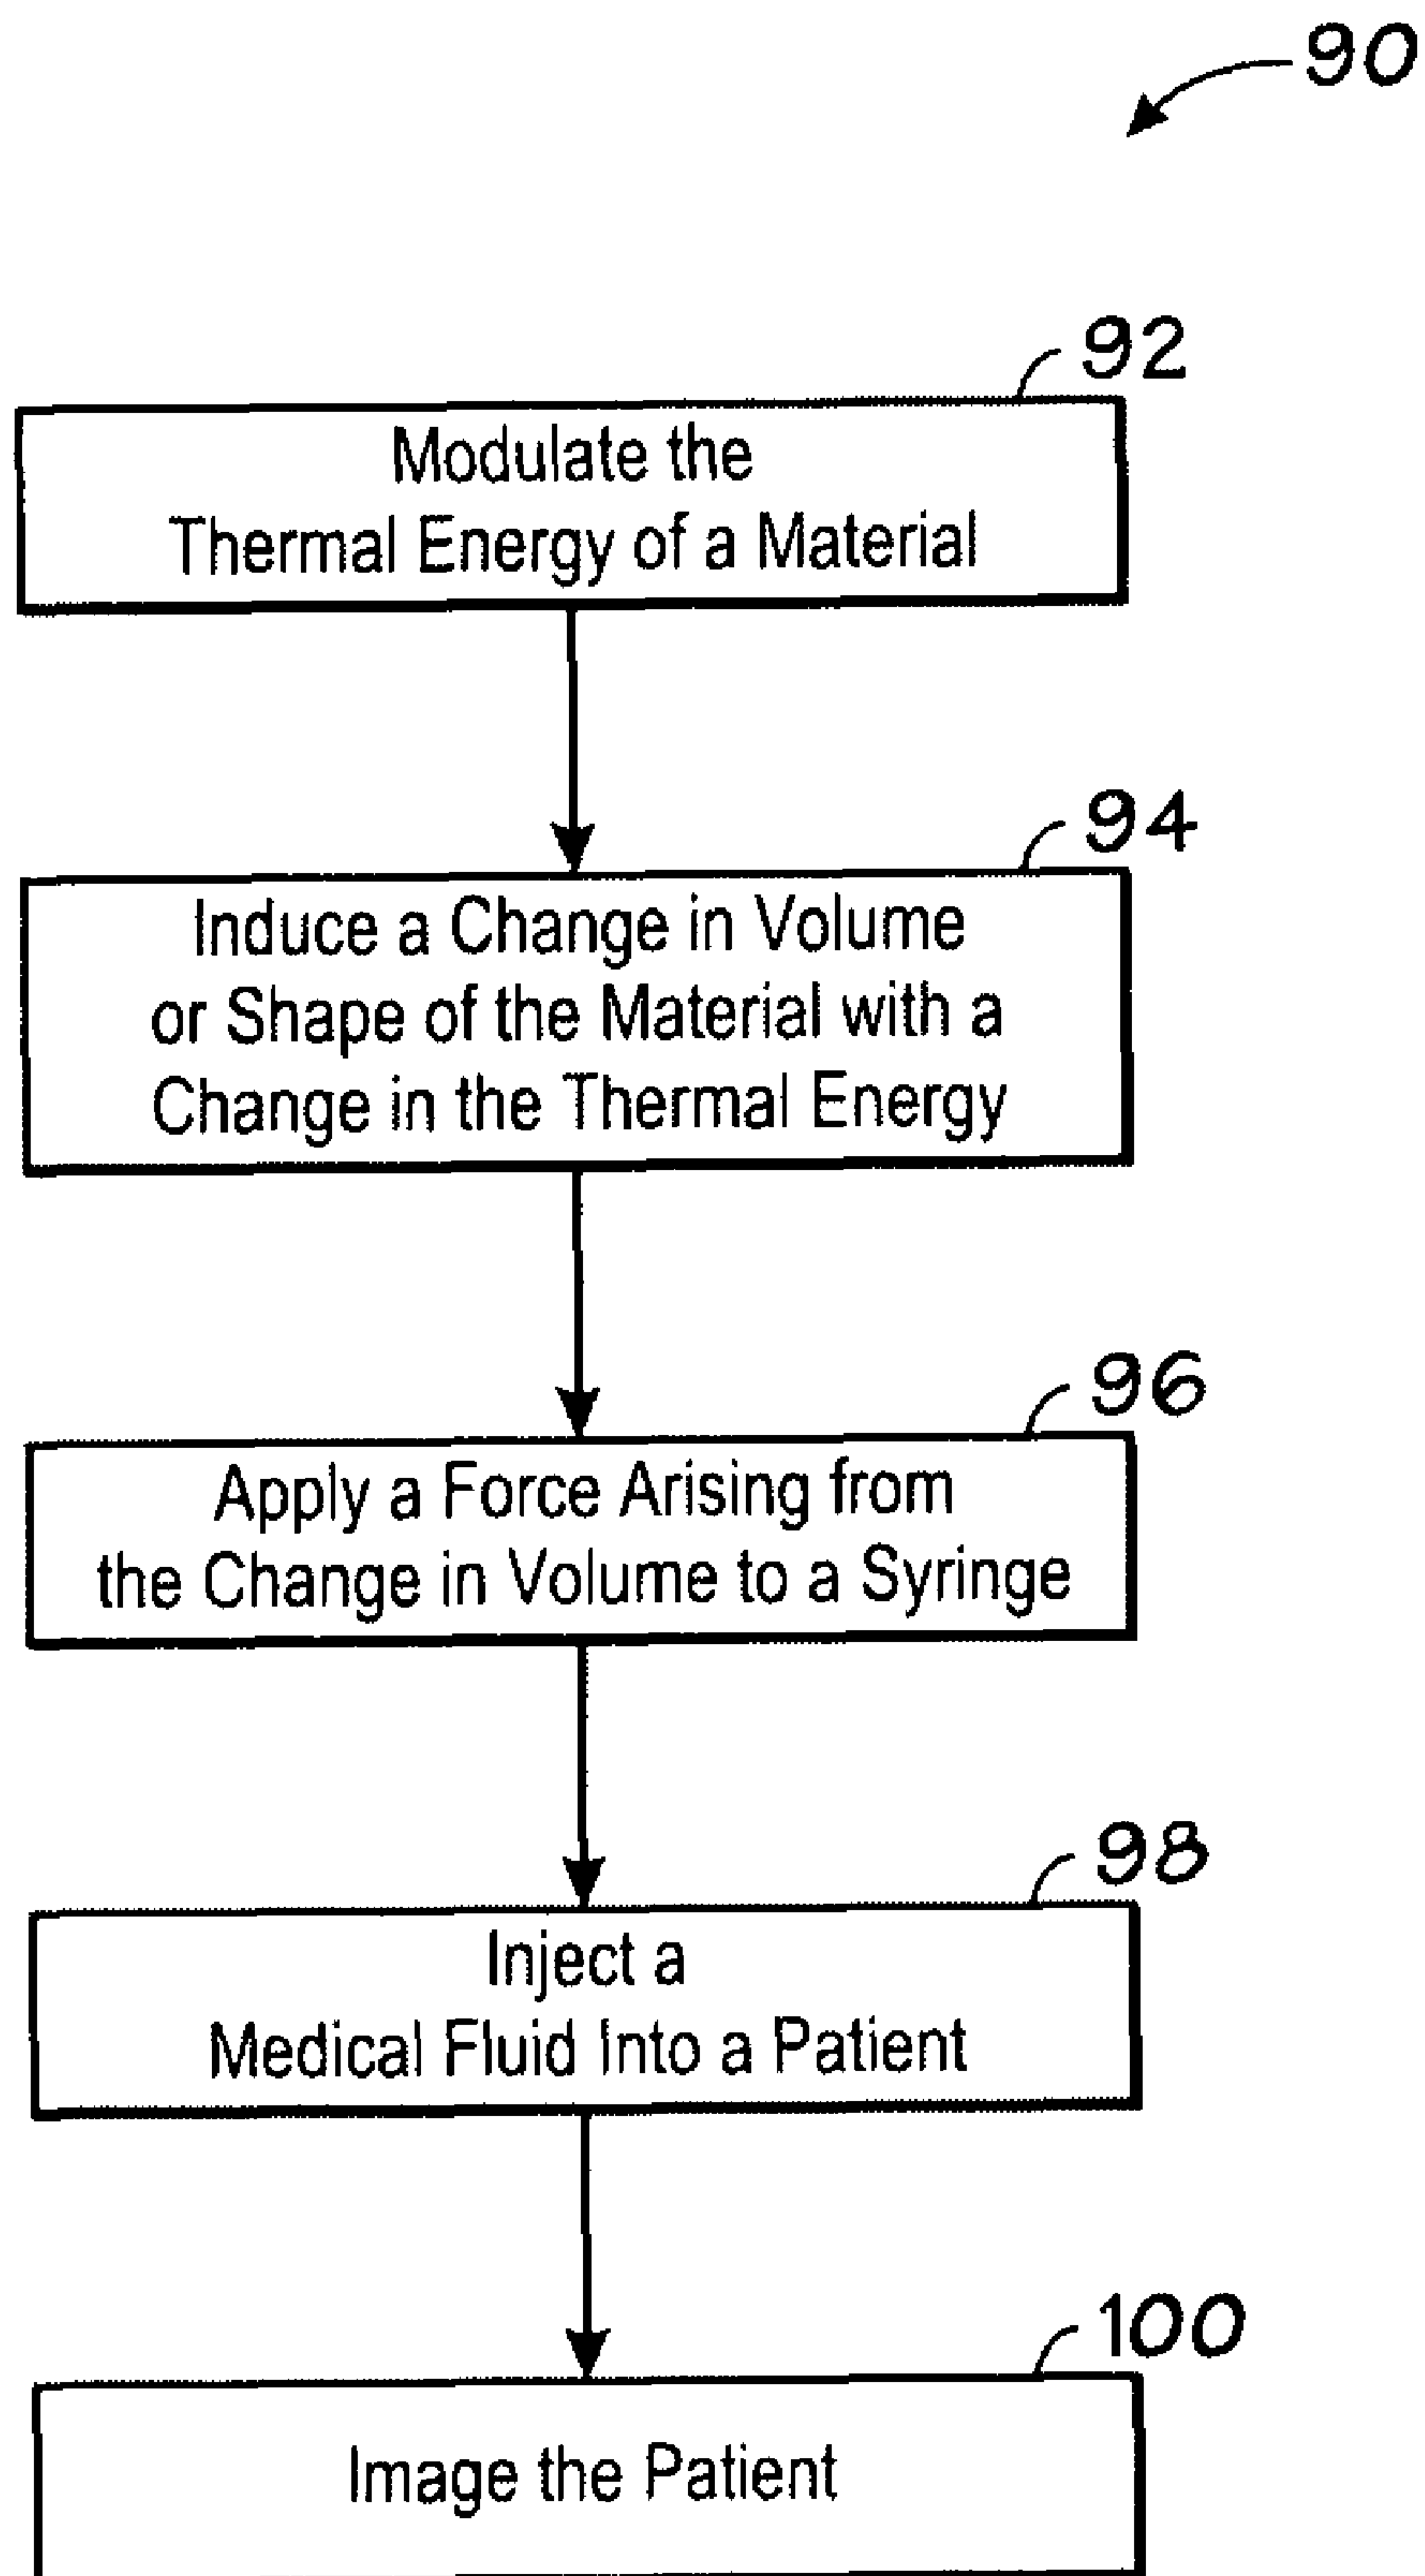 90
92
Modulate the
Thermal Energy of a Material
94
Induce a Change in Volume
or Shape of the Material with a
Change in the Thermal Energy
96
Apply a Force Arising from
the Change in Volume to a Syringe
98
Inject a
Medical Fluid Into a Patient
100
Image the Patient